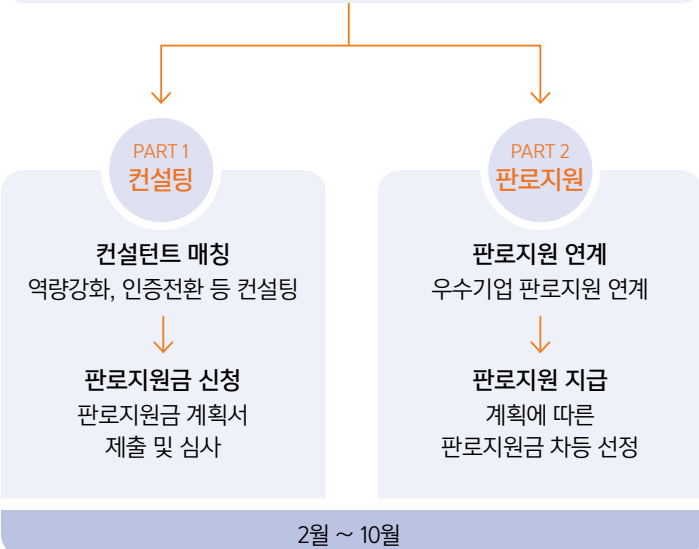 PART 1
컨설팅
컨설턴트 매칭
역량강화, 인증전환 등 컨설팅
판로지원금 신청
판로지원금 계획서
제출 및 심사
PART 2
판로지원
판로지원 연계
우수기업 판로지원 연계
판로지원 지급
계획에 따른
판로지원금 차등 선정
2월 ~ 10월